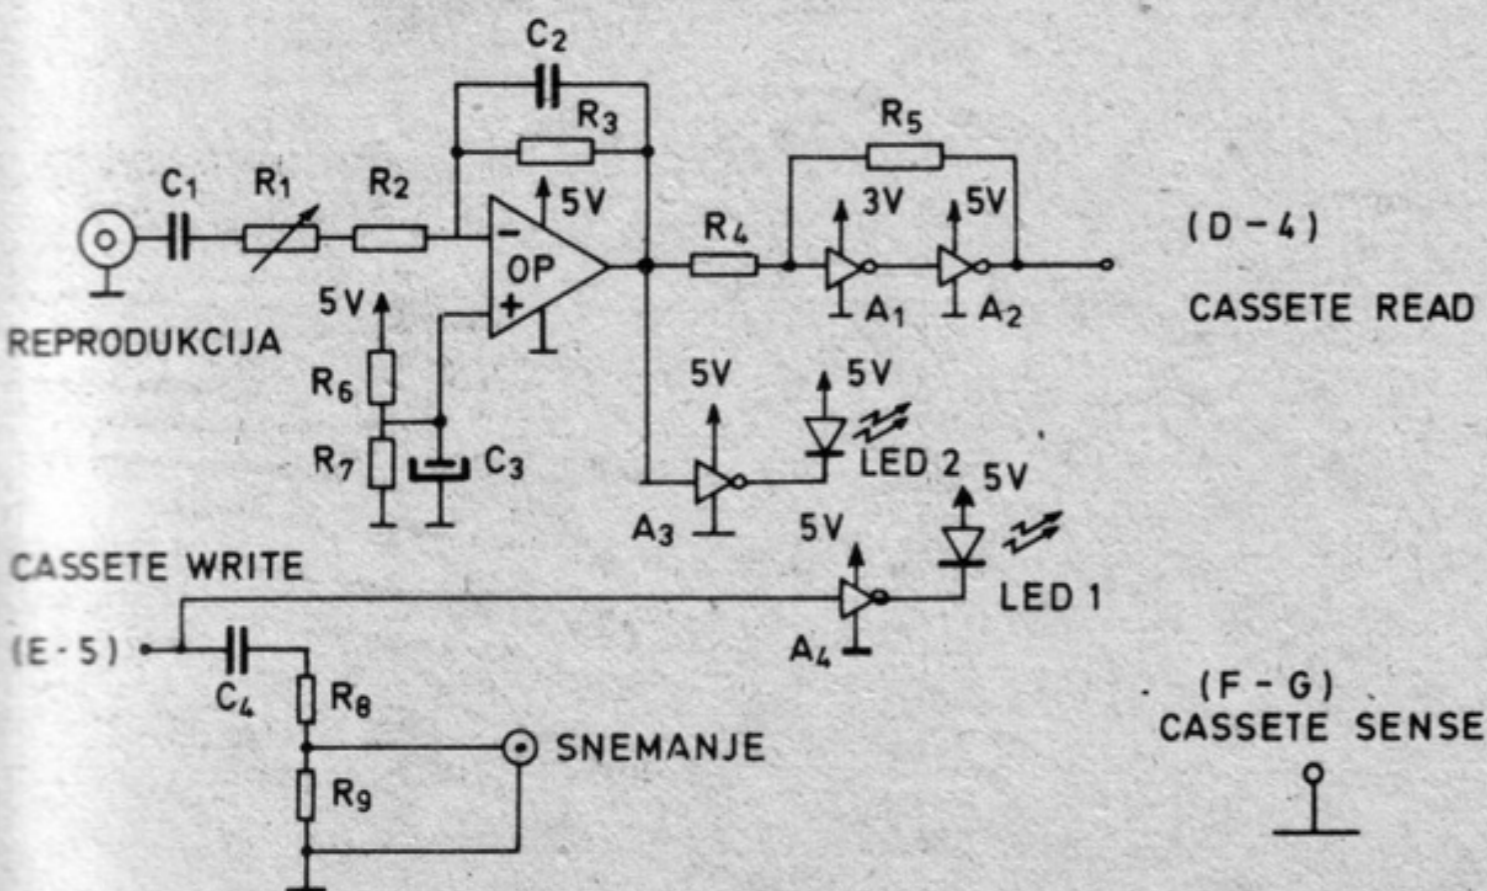 C2
R3
R5
C1 R1 R2
5V
3V 5V
R4
(D-4)
-
OP
+
5V
A1 A2
CASSETE READ
REPRODUKCIJA
R6
5V 5V
R7
C3
LED 2
5V
A3
5V
CASSETE WRITE
LED 1
(E-5)
A4
C4
R8
(F-G)
CASSETE SENSE
SNEMANJE
R9